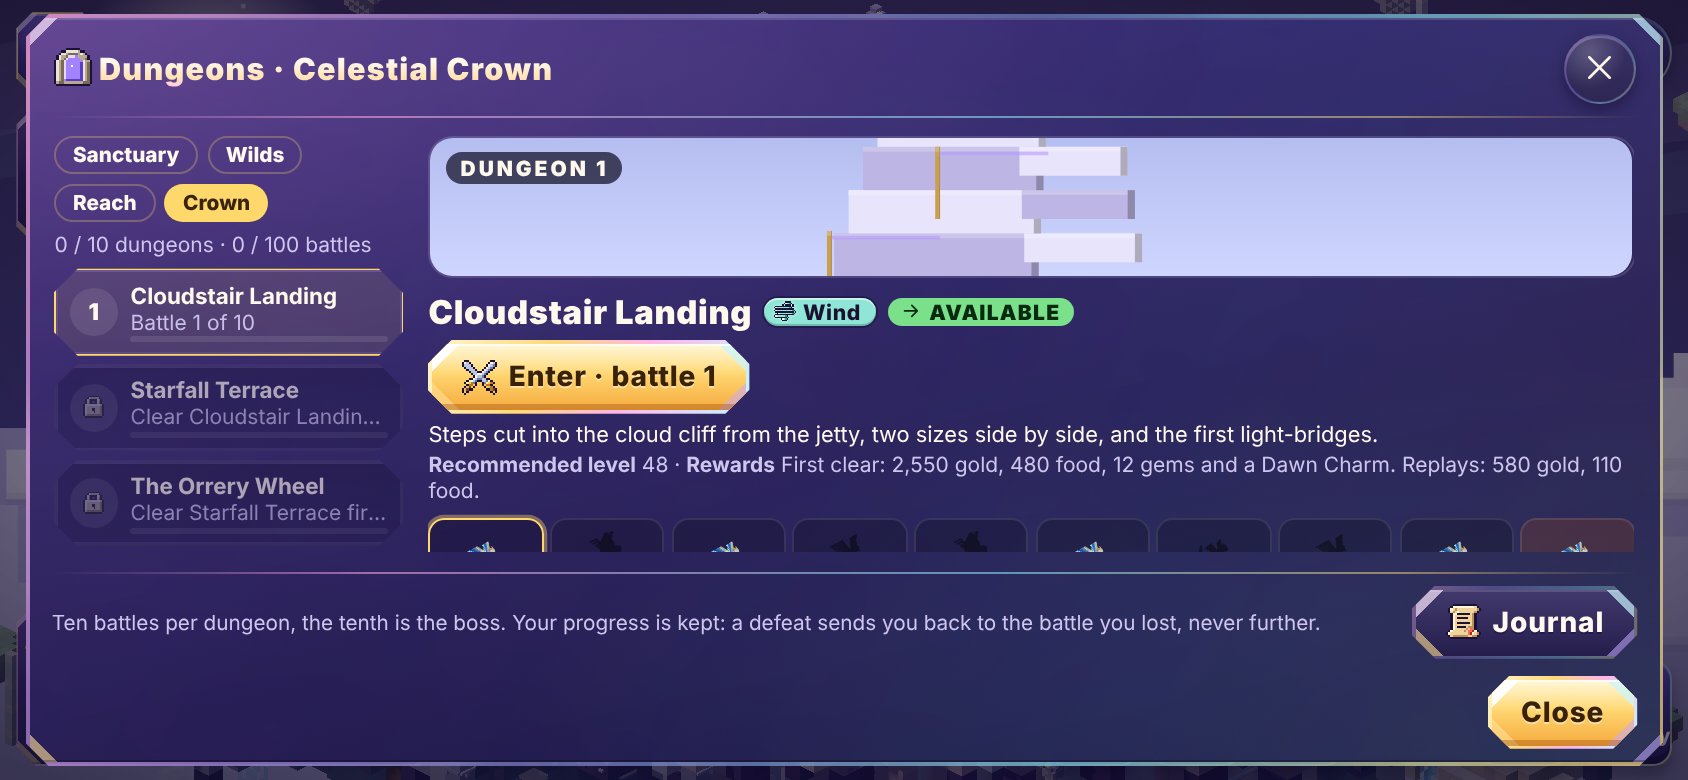 Dungeons · Celestial Crown
Sanctuary
Wilds
Reach
Crown
0 / 10 dungeons · 0 / 100 battles
1
Cloudstair Landing
Battle 1 of 10
Starfall Terrace
Clear Cloudstair Landin...
The Orrery Wheel
Clear Starfall Terrace fir...
DUNGEON 1
Cloudstair Landing
Wind
→ AVAILABLE
Enter · battle 1
Steps cut into the cloud cliff from the jetty, two sizes side by side, and the first light-bridges.
Recommended level 48 · Rewards First clear: 2,550 gold, 480 food, 12 gems and a Dawn Charm. Replays: 580 gold, 110
food.
Ten battles per dungeon, the tenth is the boss. Your progress is kept: a defeat sends you back to the battle you lost, never further.
Journal
Close